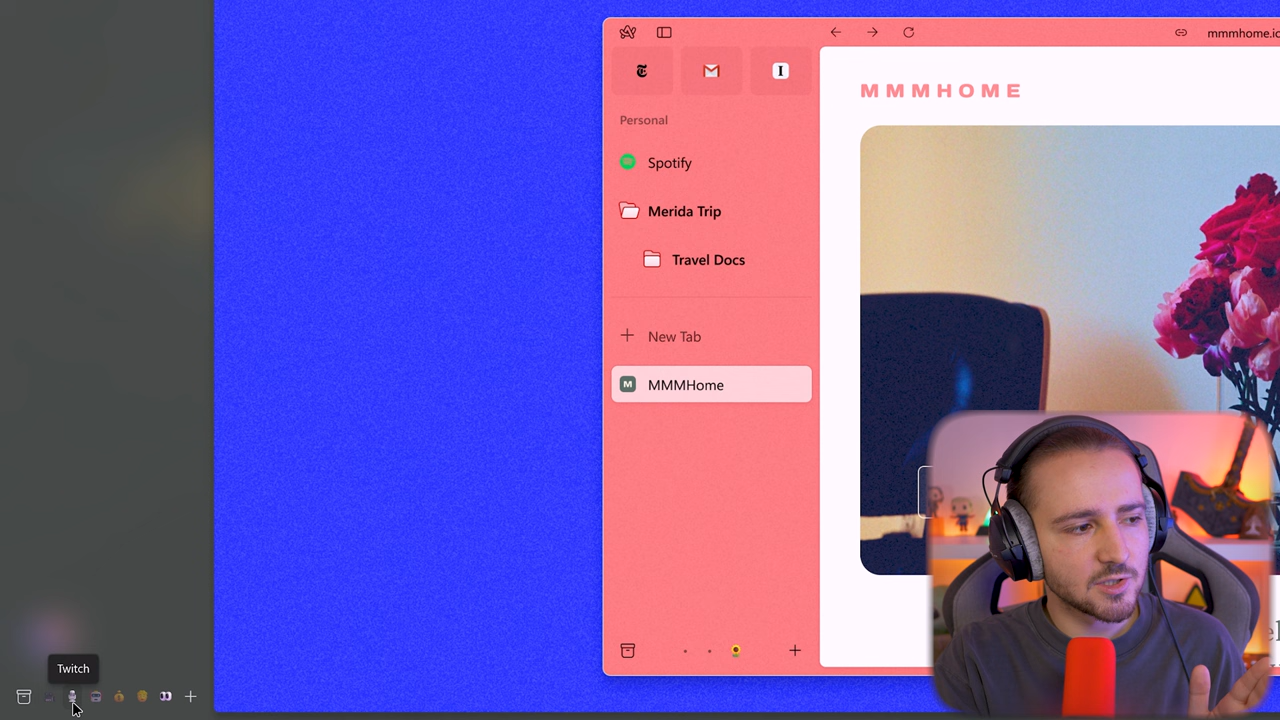 mmmhome.io
MMMHOME
Personal
Spotify
Merida Trip
Travel Docs
New Tab
M MMMHome
Twitch